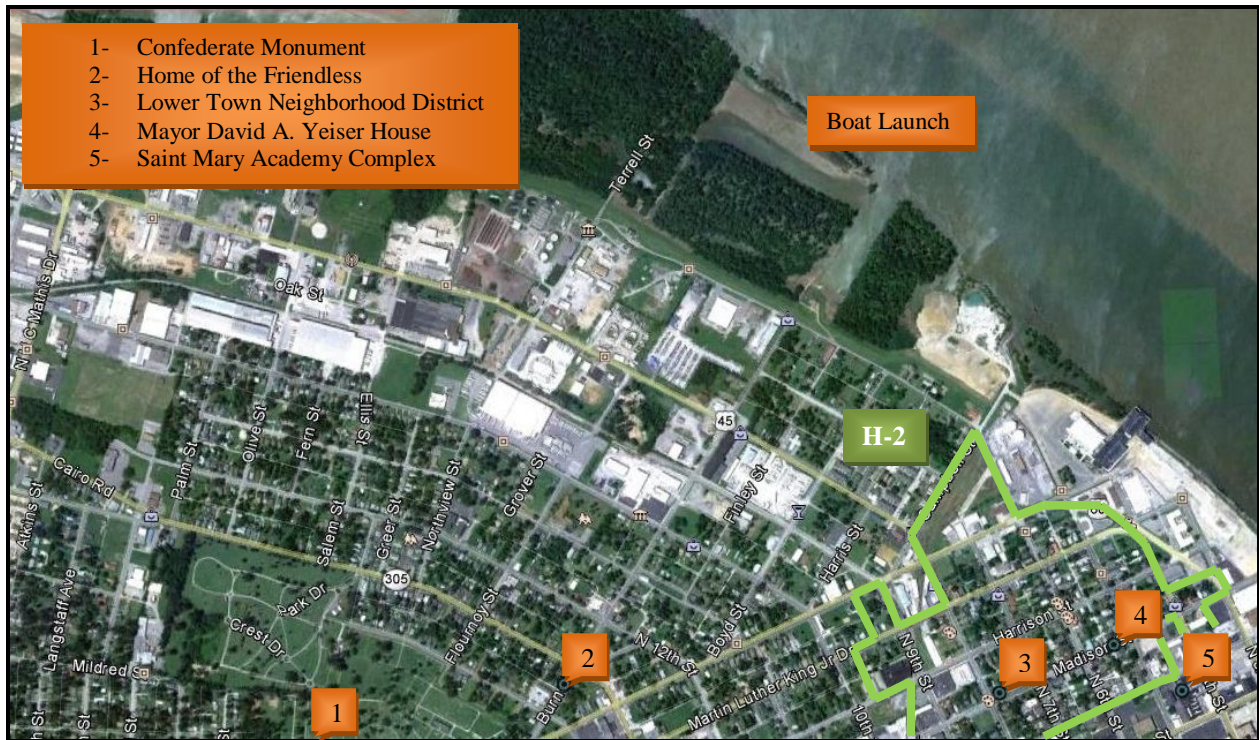 1- Confederate Monument
2- Home of the Friendless
3- Lower Town Neighborhood District
4- Mayor David A. Yeiser House
5- Saint Mary Academy Complex
Boat Launch
Terrell St
N C Mathis Dr
Oak St
45
H-2
Cairo Rd
Atkins St
Palm St
Olive St
Fern St
Ellis St
Salem St
Greer St
Northview St
Grover St
Finley St
Harris St
305
Park Dr
Crest Dr
Langstaff Ave
Mildred S
Flournoy St
Burn
N 12th St
Boyd St
Martin Luther King Jr Dr
N 9th St
10th
Harrison St
Madison
N 7th St
N 6th St
th St
1
2
3
4
5